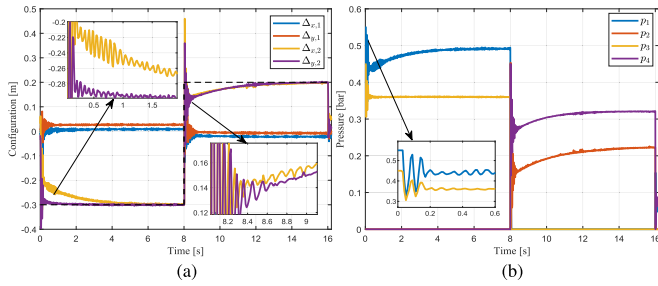 0.5
0.4
0.3
0.2
0.1
0
-0.1
-0.2
-0.3
-0.4
Configuration [m]
0 2 4 6 8 10 12 14 16
Time [s]
-0.2
-0.22
-0.24
-0.26
-0.28
0.5 1 1.5
Δx,1
Δy,1
Δx,2
Δy,2
0.16
0.14
0.12
8.2 8.4 8.6 8.8 9
(a)
0.6
0.5
0.4
0.3
0.2
0.1
0
Pressure [bar]
0 2 4 6 8 10 12 14 16
Time [s]
p1
p2
p3
p4
0.5
0.4
0.3
0 0.2 0.4 0.6
(b)